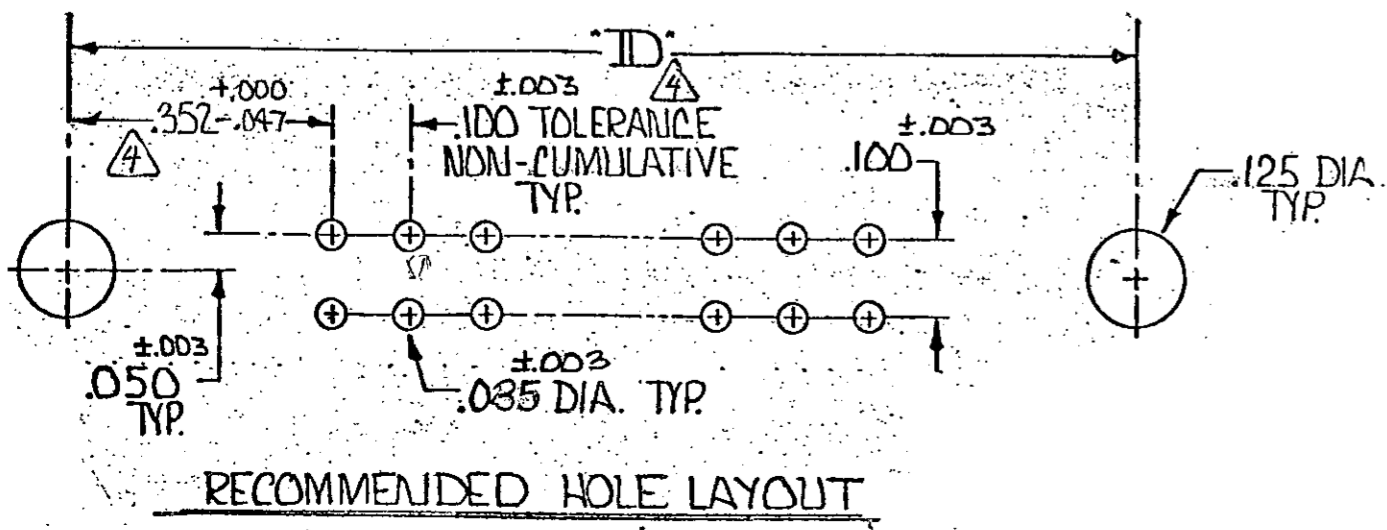 "D"
4
+.000
.352-.047
4
±.003
.100 TOLERANCE
NON-CUMULATIVE
TYP.
±.003
.100
.125 DIA.
TYP.
±.003
.050
TYP.
±.003
.035 DIA. TYP.
RECOMMENDED HOLE LAYOUT